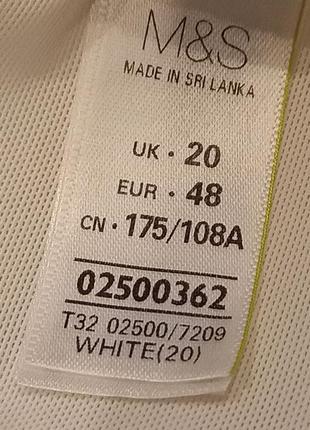 M&S
MADE IN SRI LANKA
UK • 20
EUR • 48
CN • 175/108A
02500362
T32 02500/7209
WHITE(20)